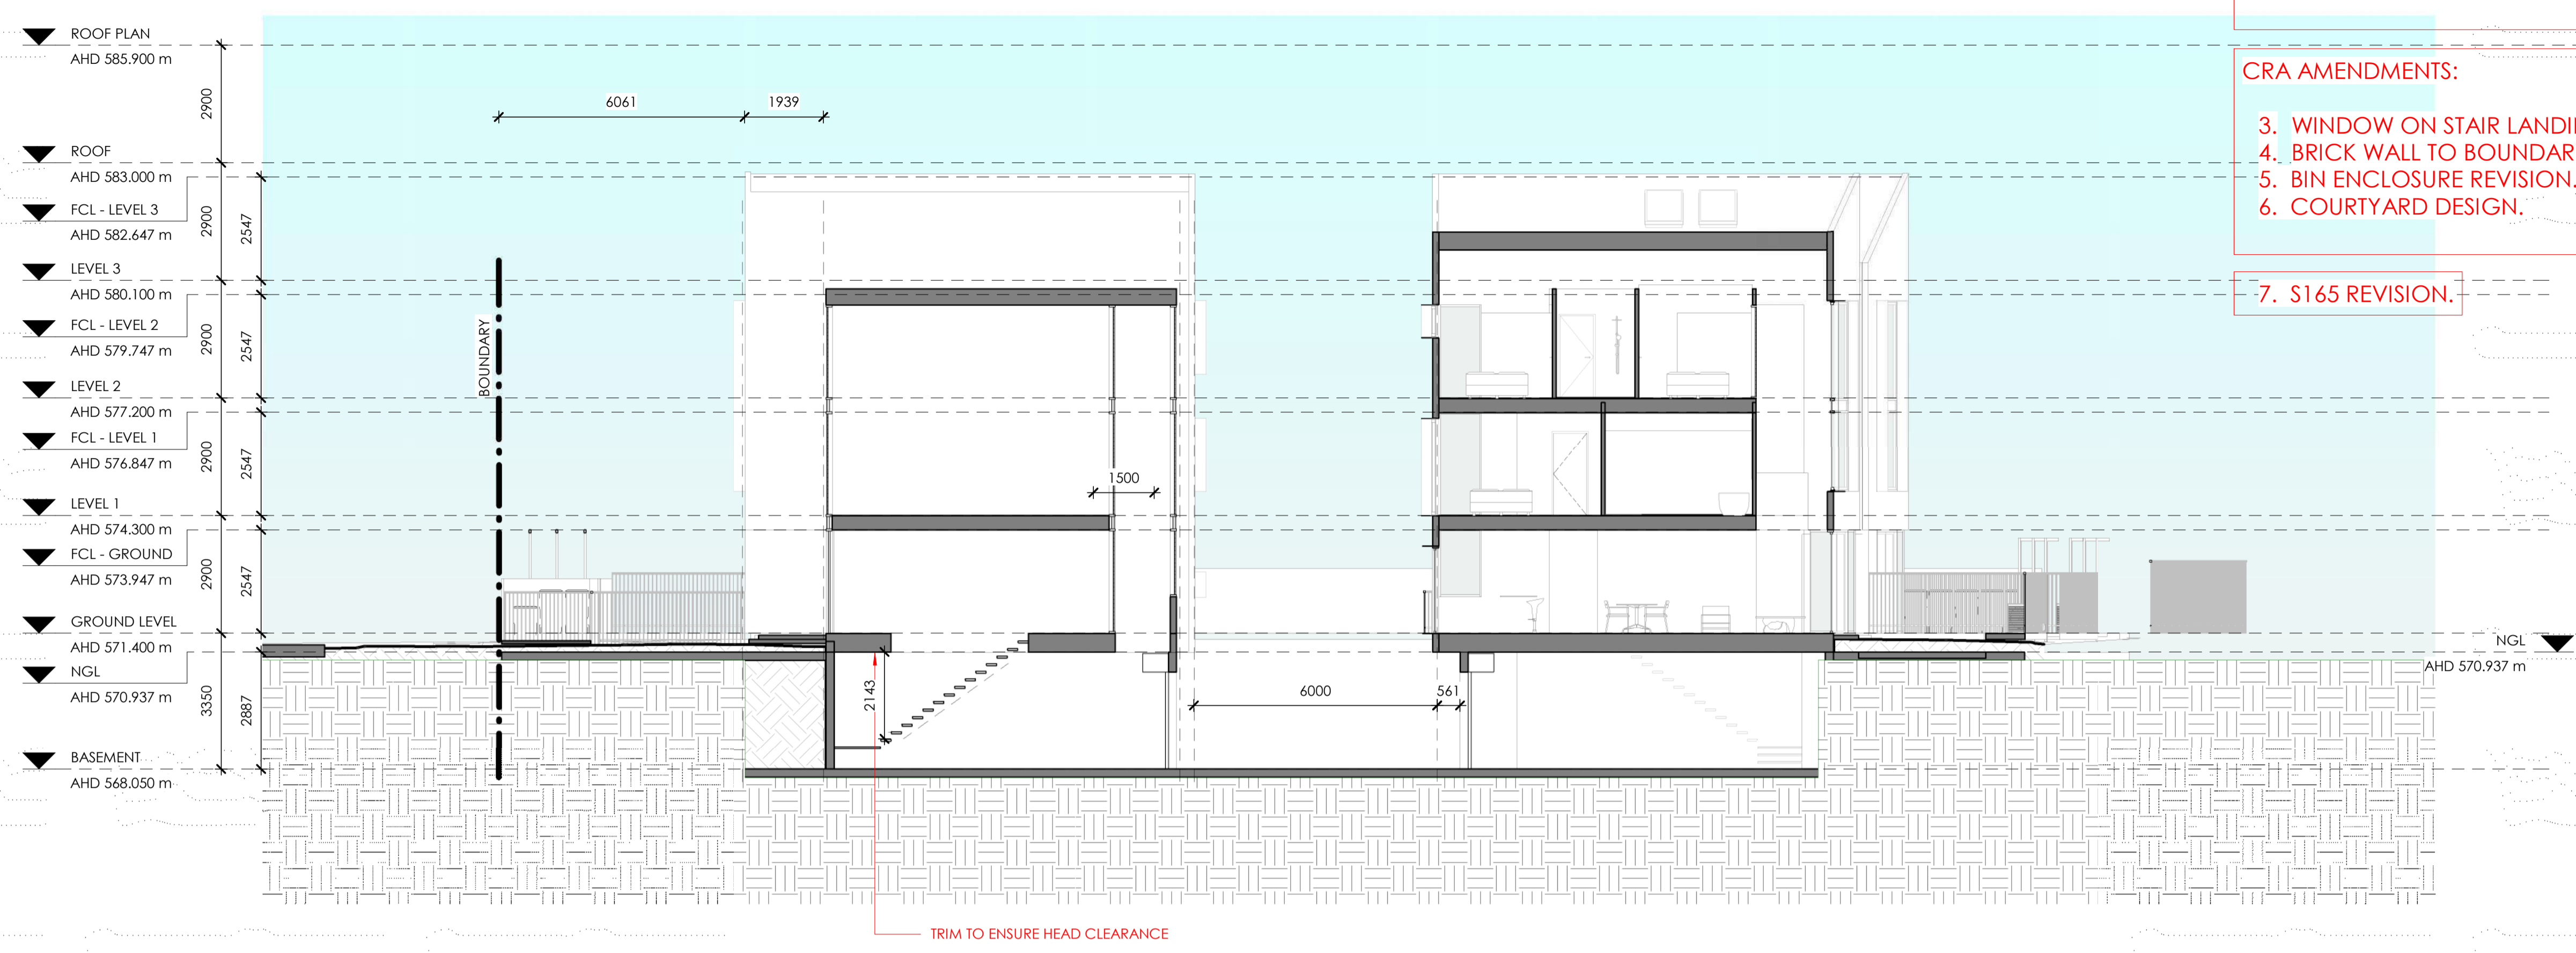 ROOF PLAN
AHD 585.900 m
ROOF
AHD 583.000 m
FCL - LEVEL 3
AHD 582.647 m
LEVEL 3
AHD 580.100 m
FCL - LEVEL 2
AHD 579.747 m
LEVEL 2
AHD 577.200 m
FCL - LEVEL 1
AHD 576.847 m
LEVEL 1
AHD 574.300 m
FCL - GROUND
AHD 573.947 m
GROUND LEVEL
AHD 571.400 m
NGL
AHD 570.937 m
BASEMENT
AHD 568.050 m
2900
2900
2900
2900
2900
3350
2547
2547
2547
2547
2887
6061
1939
BOUNDARY
1500
2143
6000
561
TRIM TO ENSURE HEAD CLEARANCE
CRA AMENDMENTS:
3. WINDOW ON STAIR
4. BRICK WALL TO
5. BIN ENCLOSURE REVISION.
6. COURTYARD DESIGN.
7. S165 REVISION.
NGL
AHD 570.937 m